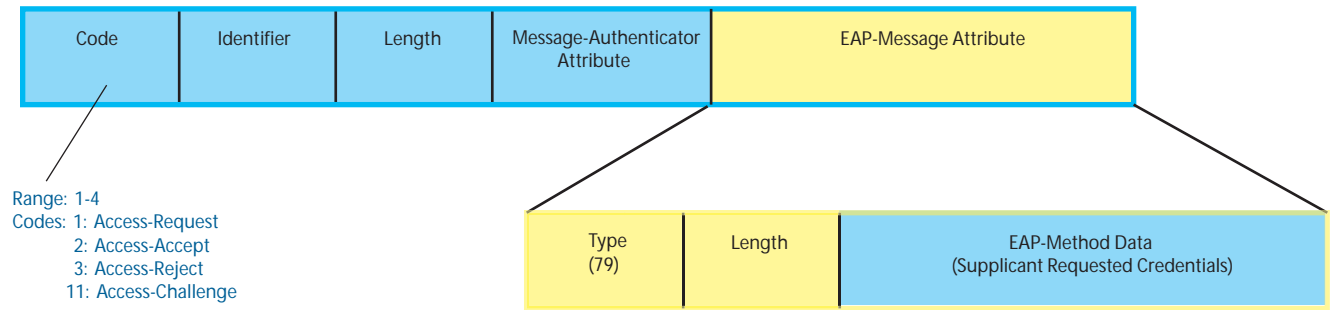 Code
Identifier
Length
Message-Authenticator
Attribute
EAP-Message Attribute
Range: 1-4
Codes: 1: Access-Request
2: Access-Accept
3: Access-Reject
11: Access-Challenge
Type
(79)
Length
EAP-Method Data
(Supplicant Requested Credentials)